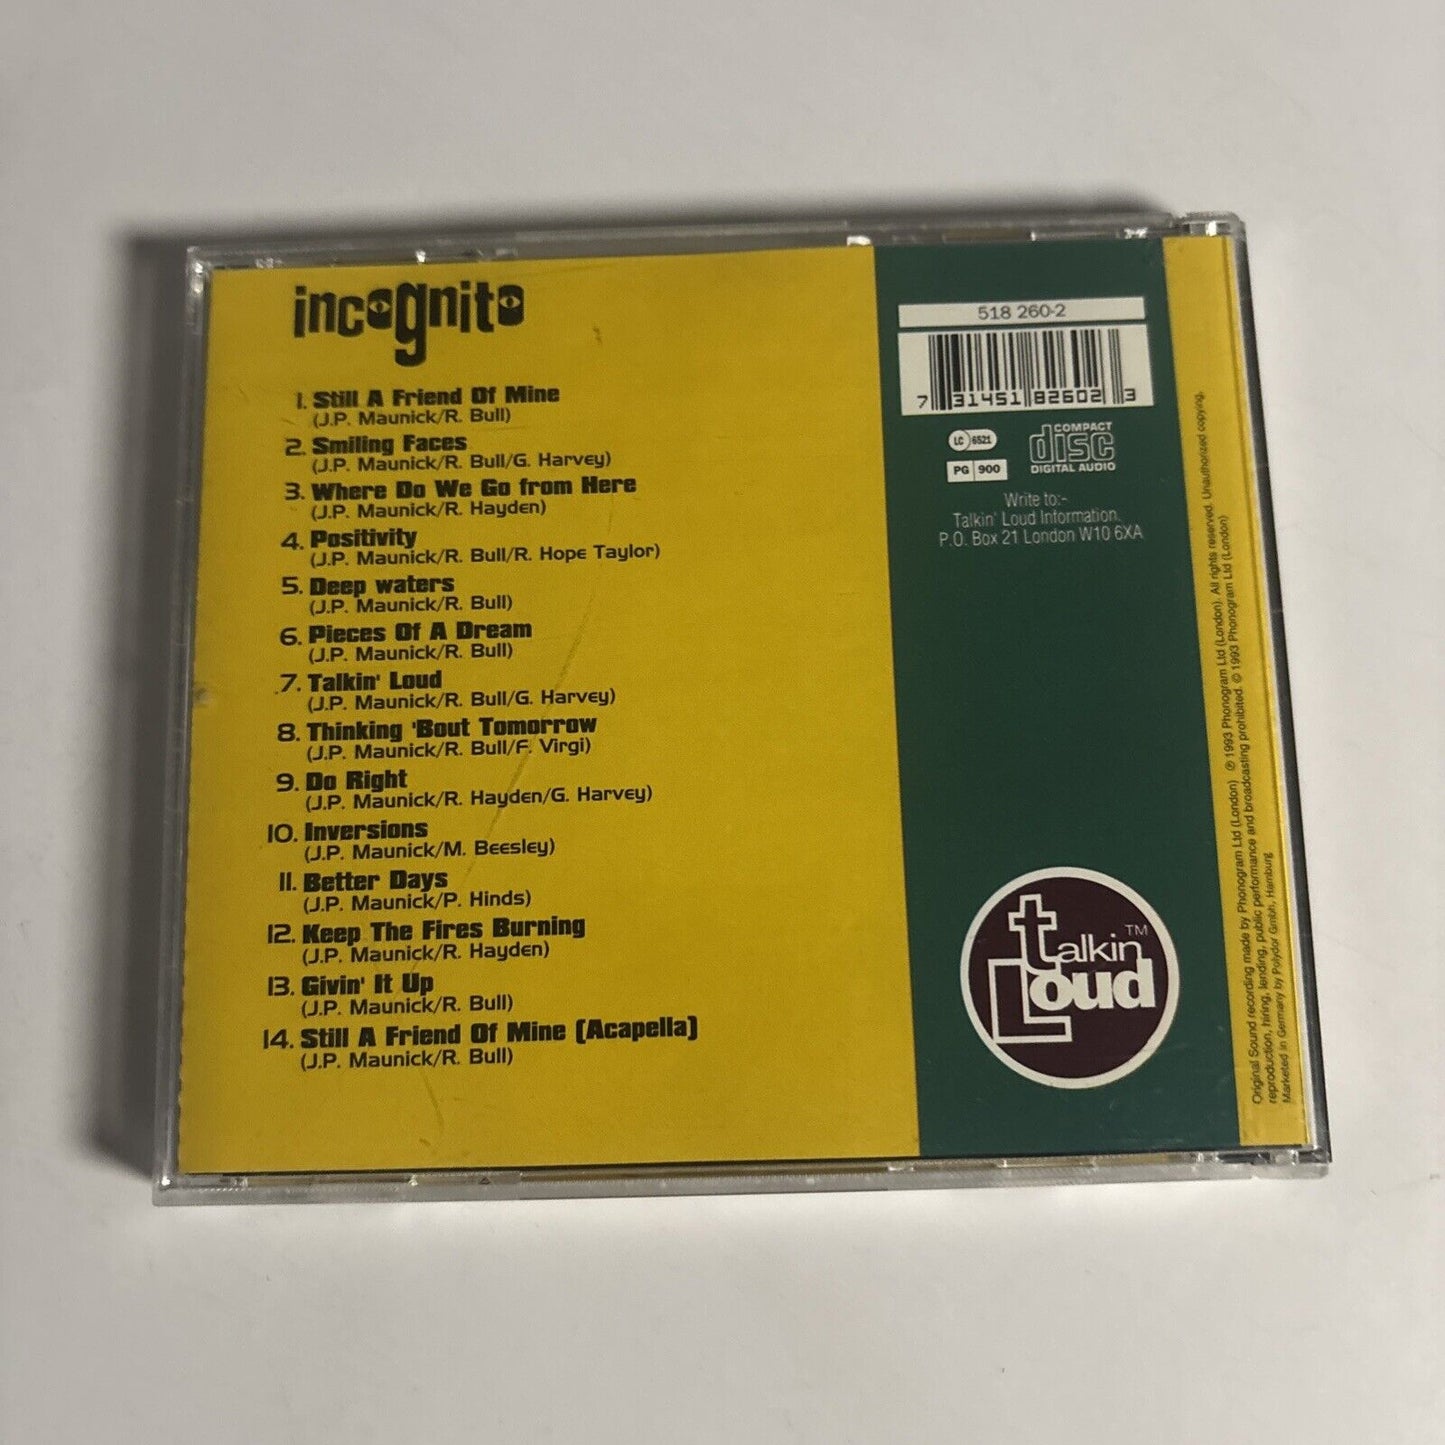 incognito
1. Still A Friend Of Mine
(J.P. Maunick/R. Bull)
2. Smiling Faces
(J.P. Maunick/R. Bull/G. Harvey)
3. Where Do We Go from Here
(J.P. Maunick/R. Hayden)
4. Positivity
(J.P. Maunick/R. Bull/R. Hope Taylor)
5. Deep waters
(J.P. Maunick/R. Bull)
6. Pieces Of A Dream
(J.P. Maunick/R. Bull)
7. Talkin' Loud
(J.P. Maunick/R. Bull/G. Harvey)
8. Thinking 'Bout Tomorrow
(J.P. Maunick/R. Bull/F. Virgi)
9. Do Right
(J.P. Maunick/R. Hayden/G. Harvey)
10. Inversions
(J.P. Maunick/M. Beesley)
11. Better Days
(J.P. Maunick/P. Hinds)
12. Keep The Fires Burning
(J.P. Maunick/R. Hayden)
13. Givin' It Up
(J.P. Maunick/R. Bull)
14. Still A Friend Of Mine (Acapella)
(J.P. Maunick/R. Bull)
518 260-2
7 31451 82602 3
LC 6521
PG 900
COMPACT
disc
DIGITAL AUDIO
Write to:-
Talkin' Loud Information.
P.O. Box 21 London W10 6XA
talkin TM
Loud
Original Sound recording made by Phonogram Ltd (London) ℗ 1993 Phonogram Ltd (London). All rights reserved. Unauthorized copying,
reproduction, hiring, lending, public performance and broadcasting prohibited. © 1993 Phonogram Ltd (London)
Marketed in Germany by Polydor Gmbh, Hamburg